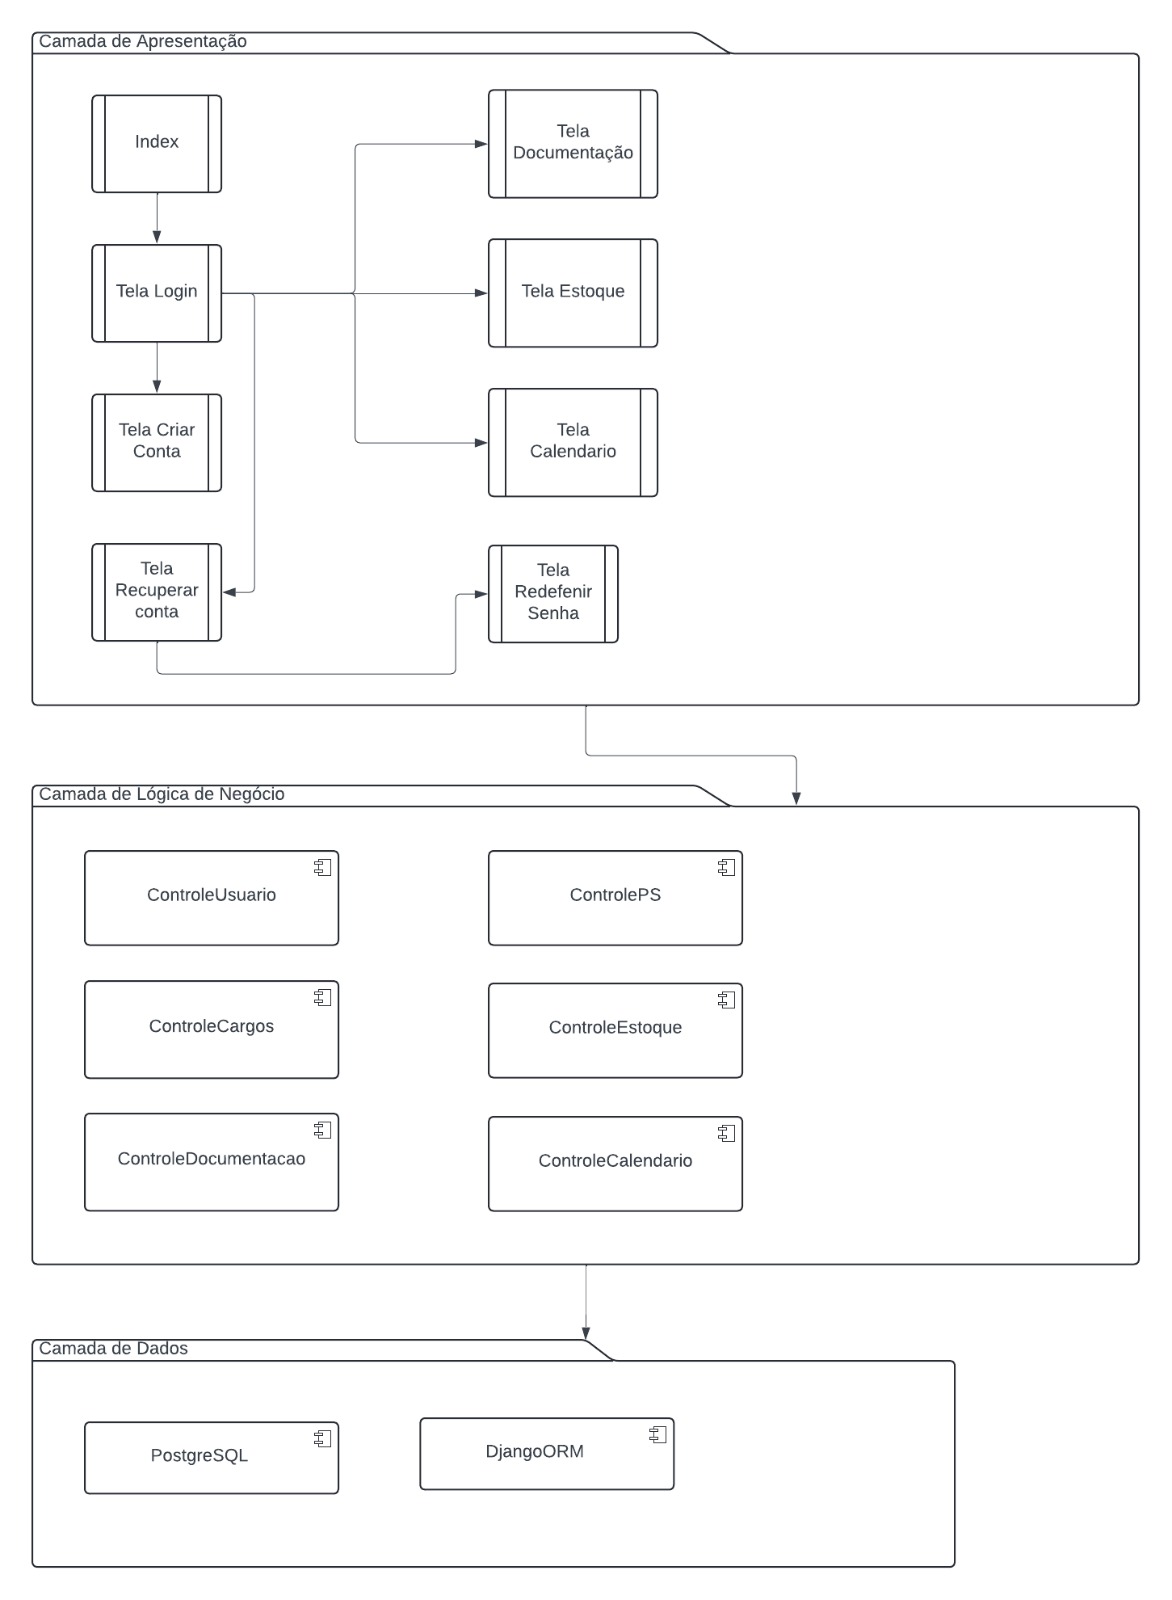 Camada de Apresentação
Index
Tela
Documentação
Tela Login
Tela Estoque
Tela Criar
Conta
Tela
Calendario
Tela
Recuperar
conta
Tela
Redefenir
Senha
Camada de Lógica de Negócio
ControleUsuario
ControlePS
ControleCargos
ControleEstoque
ControleDocumentacao
ControleCalendario
Camada de Dados
PostgreSQL
DjangoORM